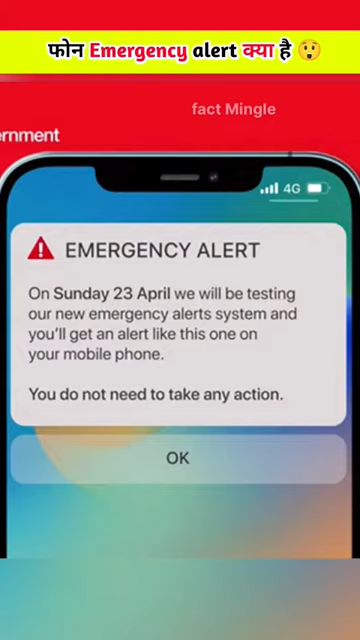 फोन Emergency alert क्या है 😲
fact Mingle
ernment
4G
EMERGENCY ALERT
On Sunday 23 April we will be testing
our new emergency alerts system and
you'll get an alert like this one on
your mobile phone.
You do not need to take any action.
OK